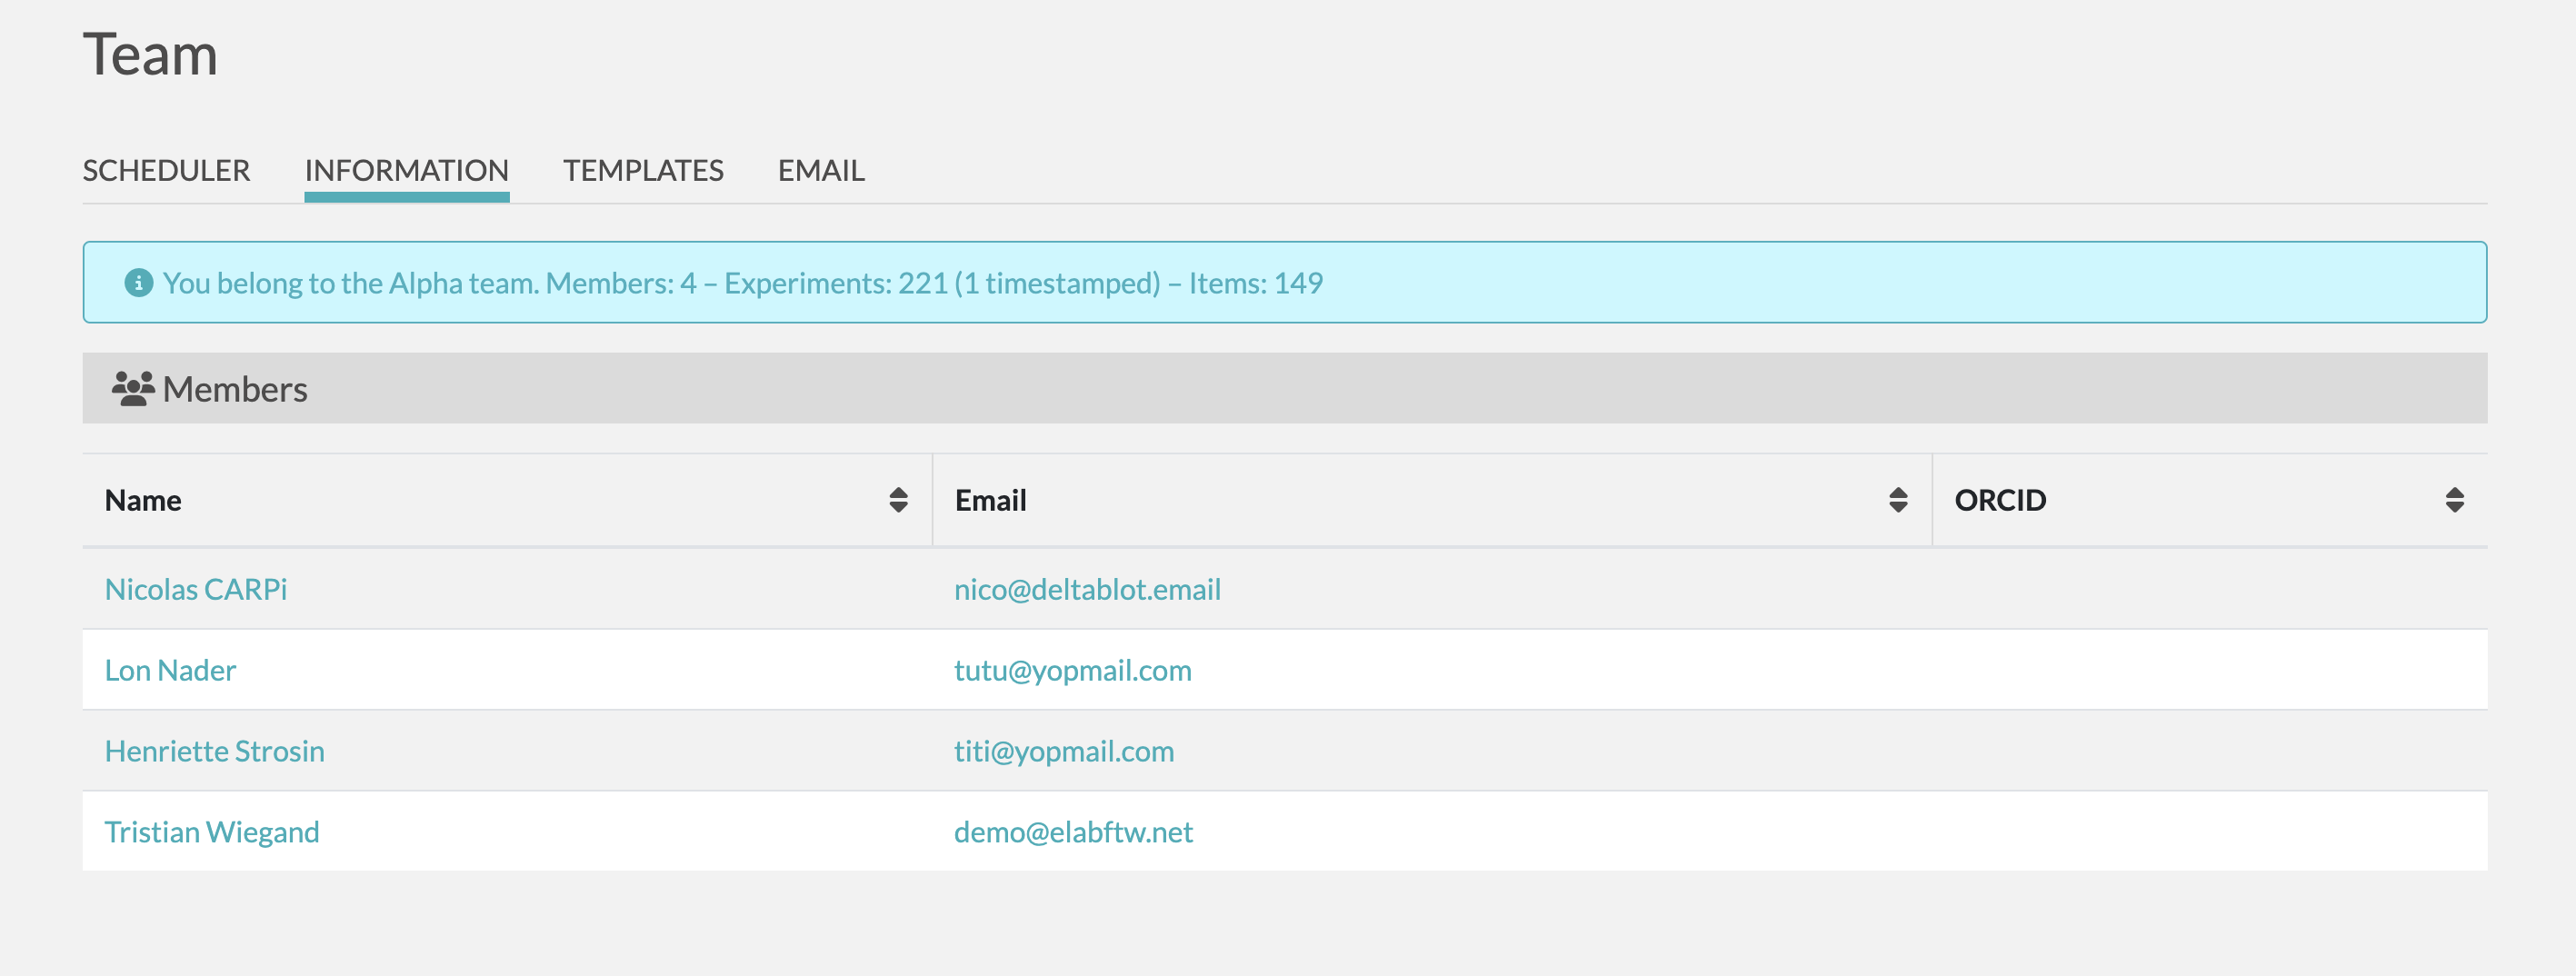 Team
SCHEDULER INFORMATION TEMPLATES EMAIL
You belong to the Alpha team. Members: 4 – Experiments: 221 (1 timestamped) – Items: 149
Members
Name Email ORCID
Nicolas CARPi nico@deltablot.email
Lon Nader tutu@yopmail.com
Henriette Strosin titi@yopmail.com
Tristian Wiegand demo@elabftw.net